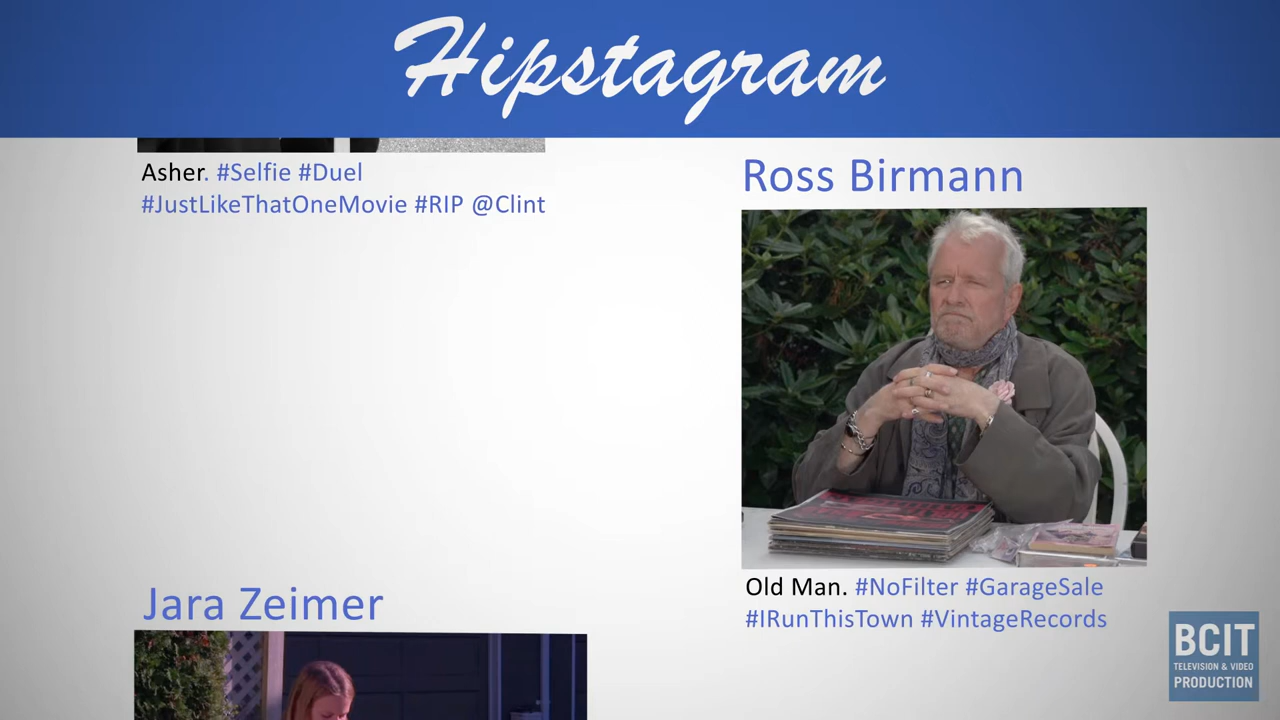 Hipstagram
Asher. #Selfie #Duel
#JustLikeThatOneMovie #RIP @Clint
Ross Birmann
Old Man. #NoFilter #GarageSale
#IRunThisTown #VintageRecords
Jara Zeimer
BCIT
TELEVISION & VIDEO
PRODUCTION